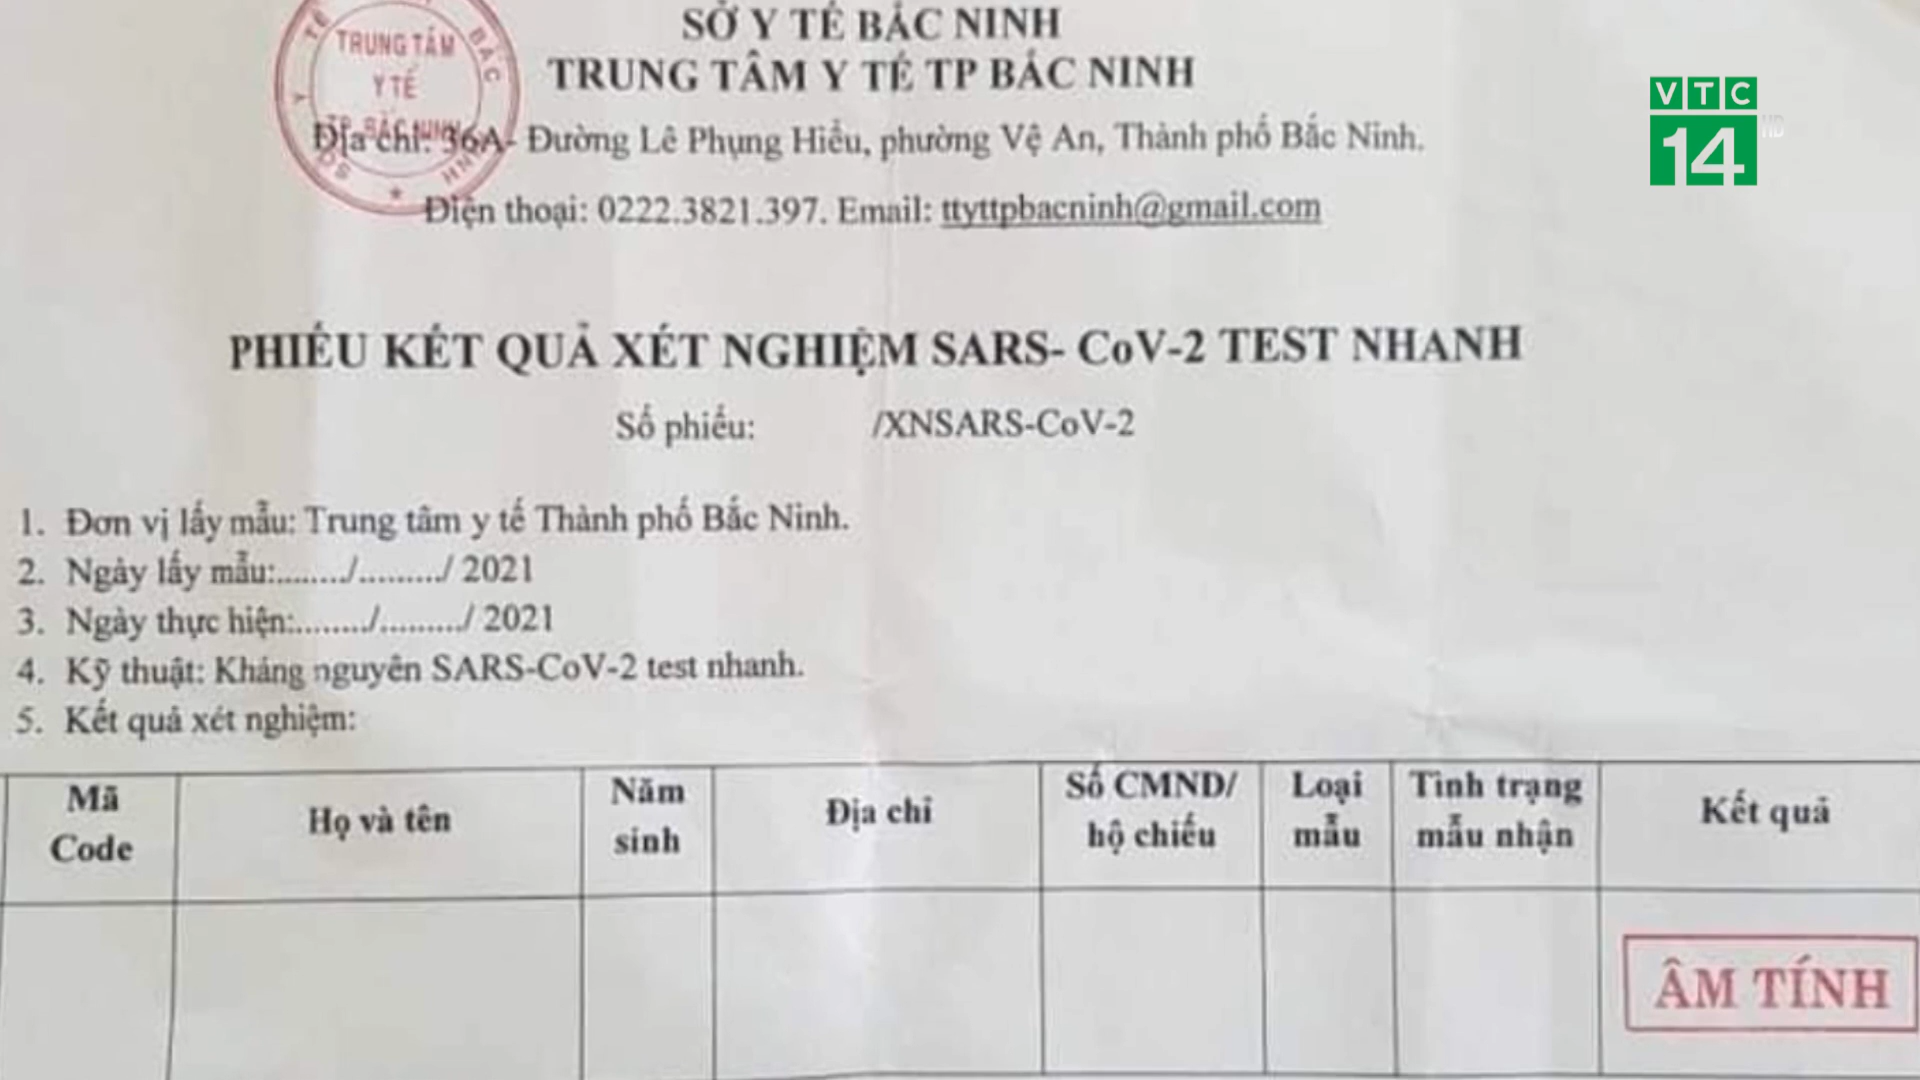 SỞ Y TẾ BẮC NINH
TRUNG TÂM Y TẾ TP BẮC NINH
Địa chỉ: 36A- Đường Lê Phụng Hiểu, phường Vệ An, Thành phố Bắc Ninh.
Điện thoại: 0222.3821.397. Email: ttyttpbacninh@gmail.com
TRUNG TÂM
Y TẾ
TP BẮC NINH
VTC
14
HD
PHIẾU KẾT QUẢ XÉT NGHIỆM SARS- CoV-2 TEST NHANH
Số phiếu: /XNSARS-CoV-2
1. Đơn vị lấy mẫu: Trung tâm y tế Thành phố Bắc Ninh.
2. Ngày lấy mẫu:......../........./ 2021
3. Ngày thực hiện:......../........./ 2021
4. Kỹ thuật: Kháng nguyên SARS-CoV-2 test nhanh.
5. Kết quả xét nghiệm:
Mã Code
Họ và tên
Năm sinh
Địa chỉ
Số CMND/ hộ chiếu
Loại mẫu
Tình trạng mẫu nhận
Kết quả
ÂM TÍNH